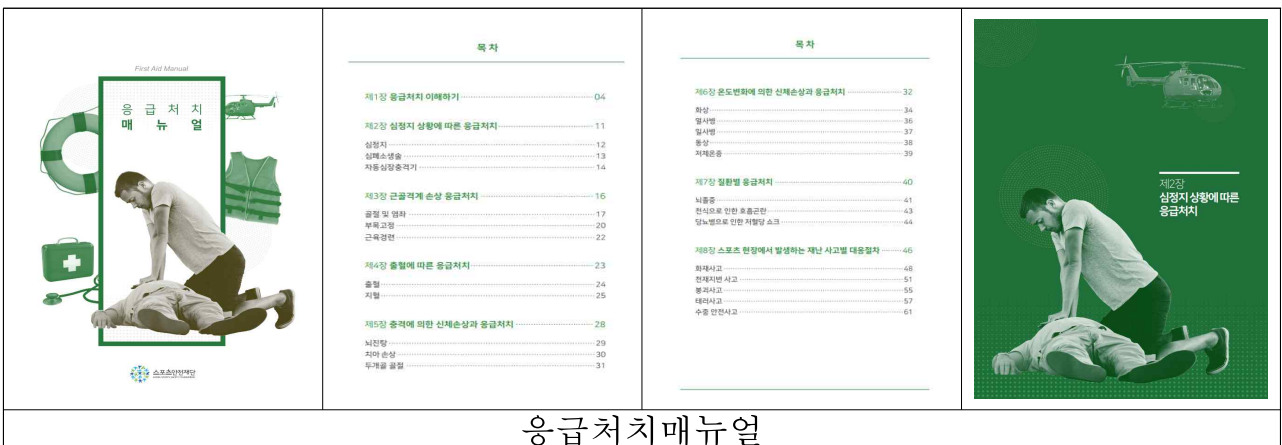 First Aid Manual
응 급 처 치
매 뉴 얼
스포츠안전재단
목 차
제1장 응급처치 이해하기 04
제2장 심정지 상황에 따른 응급처치 11
심정지 12
심폐소생술 13
자동심장충격기 14
제3장 근골격계 손상 응급처치 16
골절 및 염좌 17
부목고정 20
근육경련 22
제4장 출혈에 따른 응급처치 23
출혈 24
지혈 25
제5장 충격에 의한 신체손상과 응급처치 28
뇌진탕 29
치아 손상 30
두개골 골절 31
목 차
제6장 온도변화에 의한 신체손상과 응급처치 32
화상 34
열사병 36
일사병 37
동상 38
저체온증 39
제7장 질환별 응급처치 40
뇌졸중 41
천식으로 인한 호흡곤란 43
당뇨병으로 인한 저혈당 쇼크 44
제8장 스포츠 현장에서 발생하는 재난 사고별 대응절차 46
화재사고 48
천재지변 사고 51
붕괴사고 55
테러사고 57
수중 안전사고 61
제2장
심정지 상황에 따른
응급처치
응급처치매뉴얼